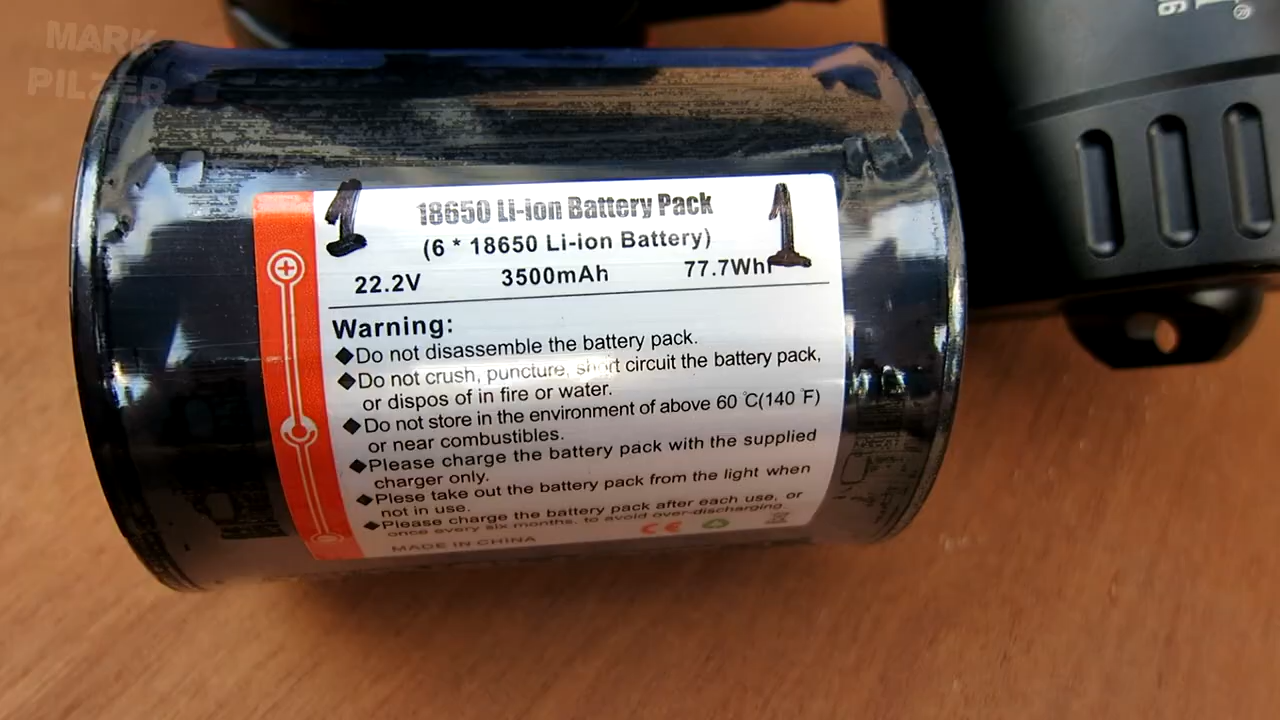 MARK
PILZER
1
1
18650 Li-ion Battery Pack
(6 * 18650 Li-ion Battery)
22.2V 3500mAh 77.7Whr
Warning:
◆Do not disassemble the battery pack.
◆Do not crush, puncture, short circuit the battery pack,
or dispos of in fire or water.
◆Do not store in the environment of above 60 ℃(140 ℉)
or near combustibles.
◆Please charge the battery pack with the supplied
charger only.
◆Plesse take out the battery pack from the light when
not in use.
◆Please charge the battery pack after each use, or
once every six months, to avoid over-discharging.
CE
MADE IN CHINA